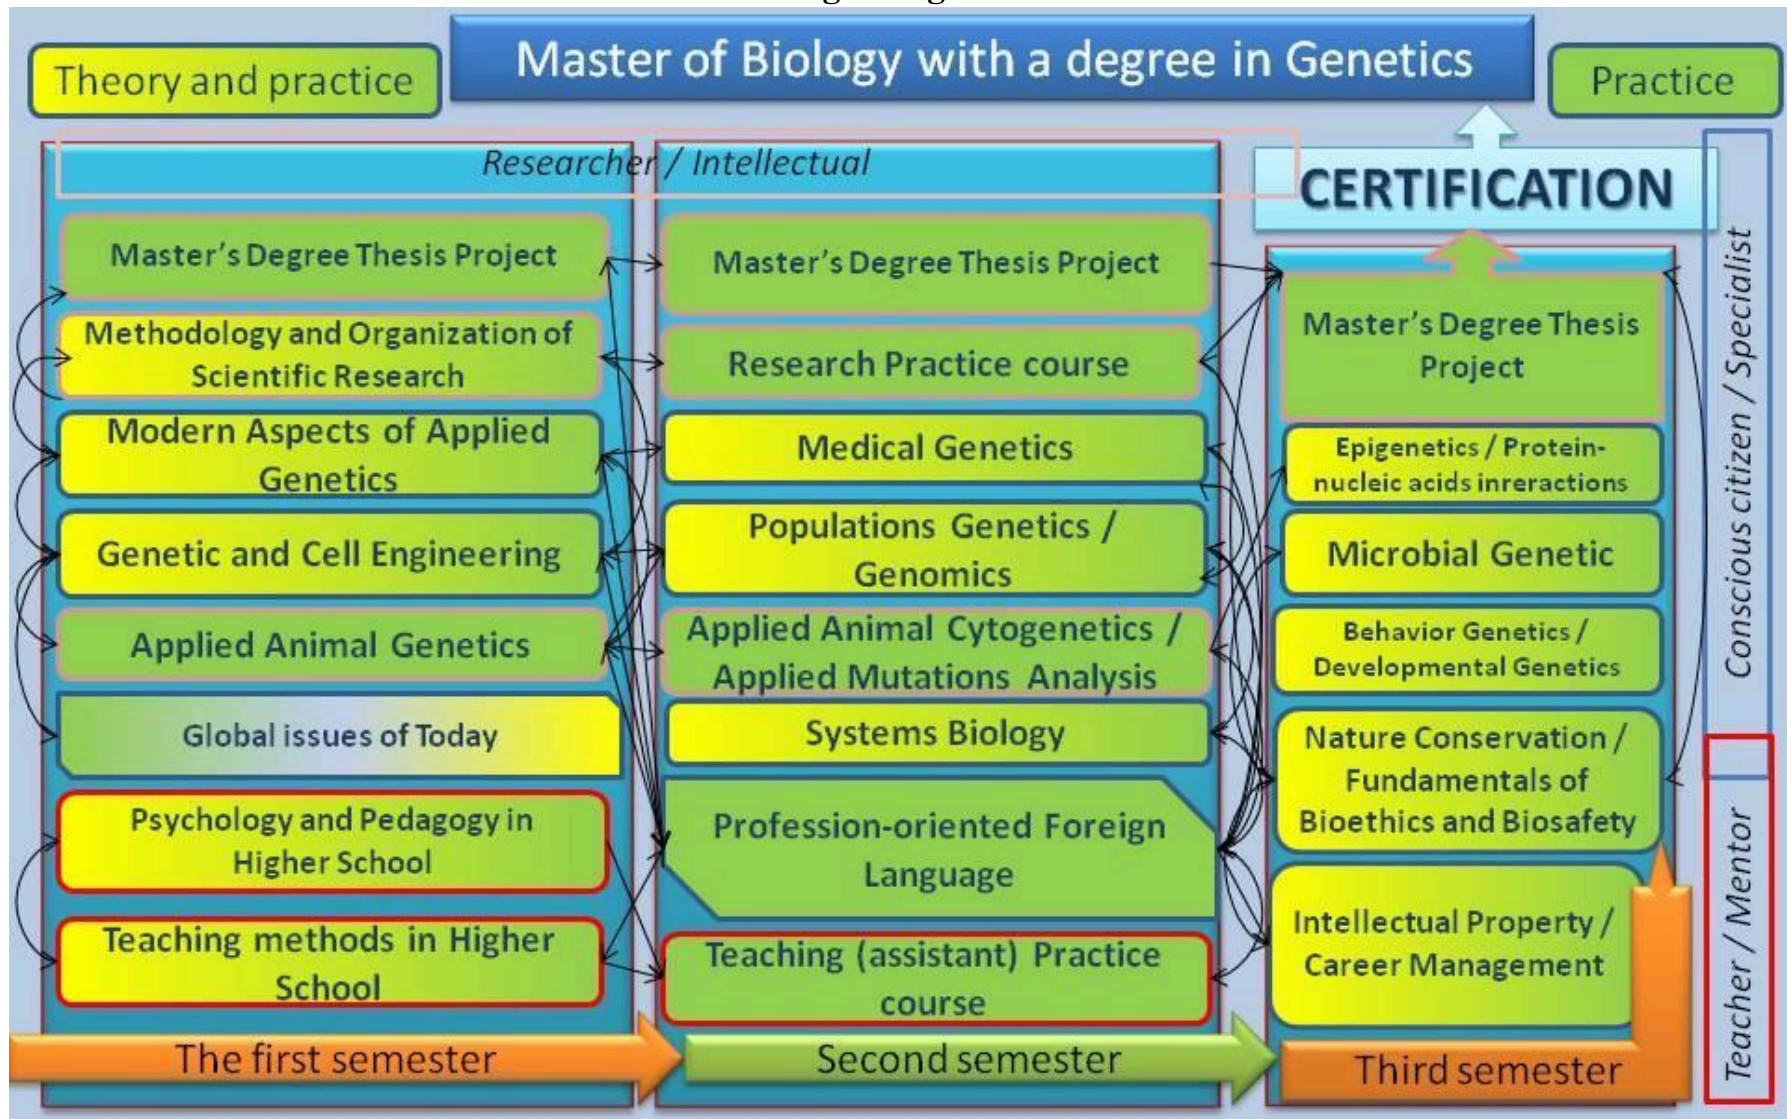 Master of Biology with a degree in Genetics
Theory and practice
Practice
Researcher / Intellectual
CERTIFICATION
Master's Degree Thesis Project
Methodology and Organization of
Scientific Research
Modern Aspects of Applied
Genetics
Genetic and Cell Engineering
Applied Animal Genetics
Global issues of Today
Psychology and Pedagogy in
Higher School
Teaching methods in Higher
School
The first semester
Master's Degree Thesis Project
Research Practice course
Medical Genetics
Populations Genetics /
Genomics
Applied Animal Cytogenetics /
Applied Mutations Analysis
Systems Biology
Profession-oriented Foreign
Language
Teaching (assistant) Practice
course
Second semester
Master's Degree Thesis
Project
Epigenetics / Protein-
nucleic acids inreractions
Microbial Genetic
Behavior Genetics /
Developmental Genetics
Nature Conservation /
Fundamentals of
Bioethics and Biosafety
Intellectual Property /
Career Management
Third semester
Conscious citizen / Specialist
Teacher / Mentor